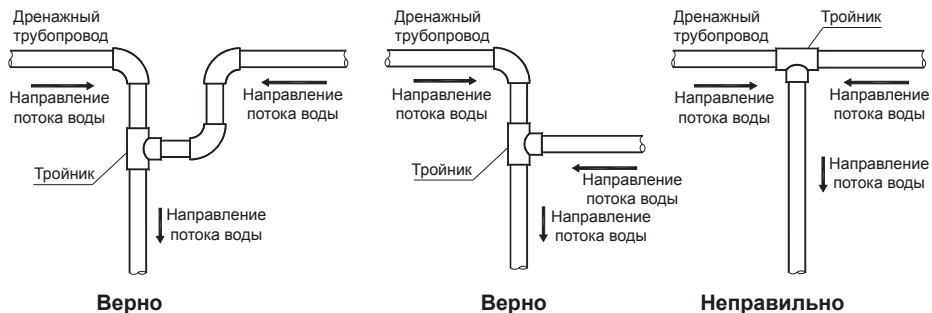 Дренажный
трубопровод
Направление
потока воды
Направление
потока воды
Тройник
Направление
потока воды
Верно
Дренажный
трубопровод
Направление
потока воды
Тройник
Направление
потока воды
Направление
потока воды
Верно
Дренажный
трубопровод
Тройник
Направление
потока воды
Направление
потока воды
Направление
потока воды
Неправильно